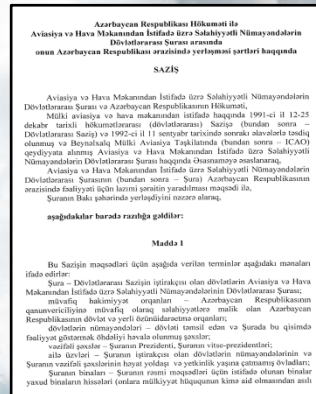 Azərbaycan Respublikası Hökuməti ilə
Aviasiya və Hava Məkanından İstifadə üzrə Səlahiyyətli Nümayəndələrin
Dövlətlərarası Şurası arasında
onun Azərbaycan Respublikası ərazisində yerləşməsi şərtləri haqqında
SAZİŞ
Aviasiya və Hava Məkanından İstifadə üzrə Səlahiyyətli Nümayəndələrin
Dövlətlərarası Şurası və Azərbaycan Respublikasının Hökuməti,
Mülki aviasiya və hava məkanından istifadə haqqında 1991-ci il 12-25
dekabr tarixli hökumətlərarası (dövlətlərarası) Sazişə (bundan sonra –
Dövlətlərarası Saziş) və 1992-ci il 11 sentyabr tarixində sonrakı əlavələrlə təsdiq
olunmuş və Beynəlxalq Mülki Aviasiya Təşkilatında (bundan sonra – ICAO)
qeydiyyata alınmış Aviasiya və Hava Məkanından İstifadə üzrə Səlahiyyətli
Nümayəndələrin Dövlətlərarası Şurası haqqında Əsasnaməyə əsaslanaraq,
Aviasiya və Hava Məkanından İstifadə üzrə Səlahiyyətli Nümayəndələrin
Dövlətlərarası Şurasının (bundan sonra – Şura) Azərbaycan Respublikasının
ərazisində fəaliyyəti üçün lazımi şərait yaradılması məqsədi ilə,
Şuranın Bakı şəhərində yerləşdiyini nəzərə alaraq,
aşağıdakılar barədə razılığa gəldilər:
Maddə 1
Bu Sazişin məqsədləri üçün aşağıda verilən terminlər aşağıdakı mənaları
ifadə edirlər:
Şura – Dövlətlərarası Sazişin iştirakçısı olan dövlətlərin Aviasiya və Hava
Məkanından İstifadə üzrə Səlahiyyətli Nümayəndələrinin Dövlətlərarası Şurası;
müvafiq hakimiyyət orqanları – Azərbaycan Respublikasının
qanunvericiliyinə müvafiq olaraq səlahiyyətlərə malik olan Azərbaycan
Respublikasının dövlət və yerli özünüidarəetmə orqanları;
dövlətlərin nümayəndələri – dövləti təmsil edən və Şurada bu qisimdə
fəaliyyət göstərmək öhdəliyi həvalə olunmuş şəxslər;
vəzifəli şəxslər – Şuranın Prezidenti, Şuranın vitse-prezidentləri;
ailə üzvləri – Şuranın iştirakçısı olan dövlətlərin nümayəndələrinin və
Şuranın vəzifəli şəxslərinin həyat yoldaşı və yetkinlik yaşına çatmamış övladları;
Şuranın binaları – Şuranın rəsmi məqsədləri üçün istifadə olunan binalar
yaxud binaların hissələri (onlara mülkiyyət hüququnun kimə aid olmasından asılı